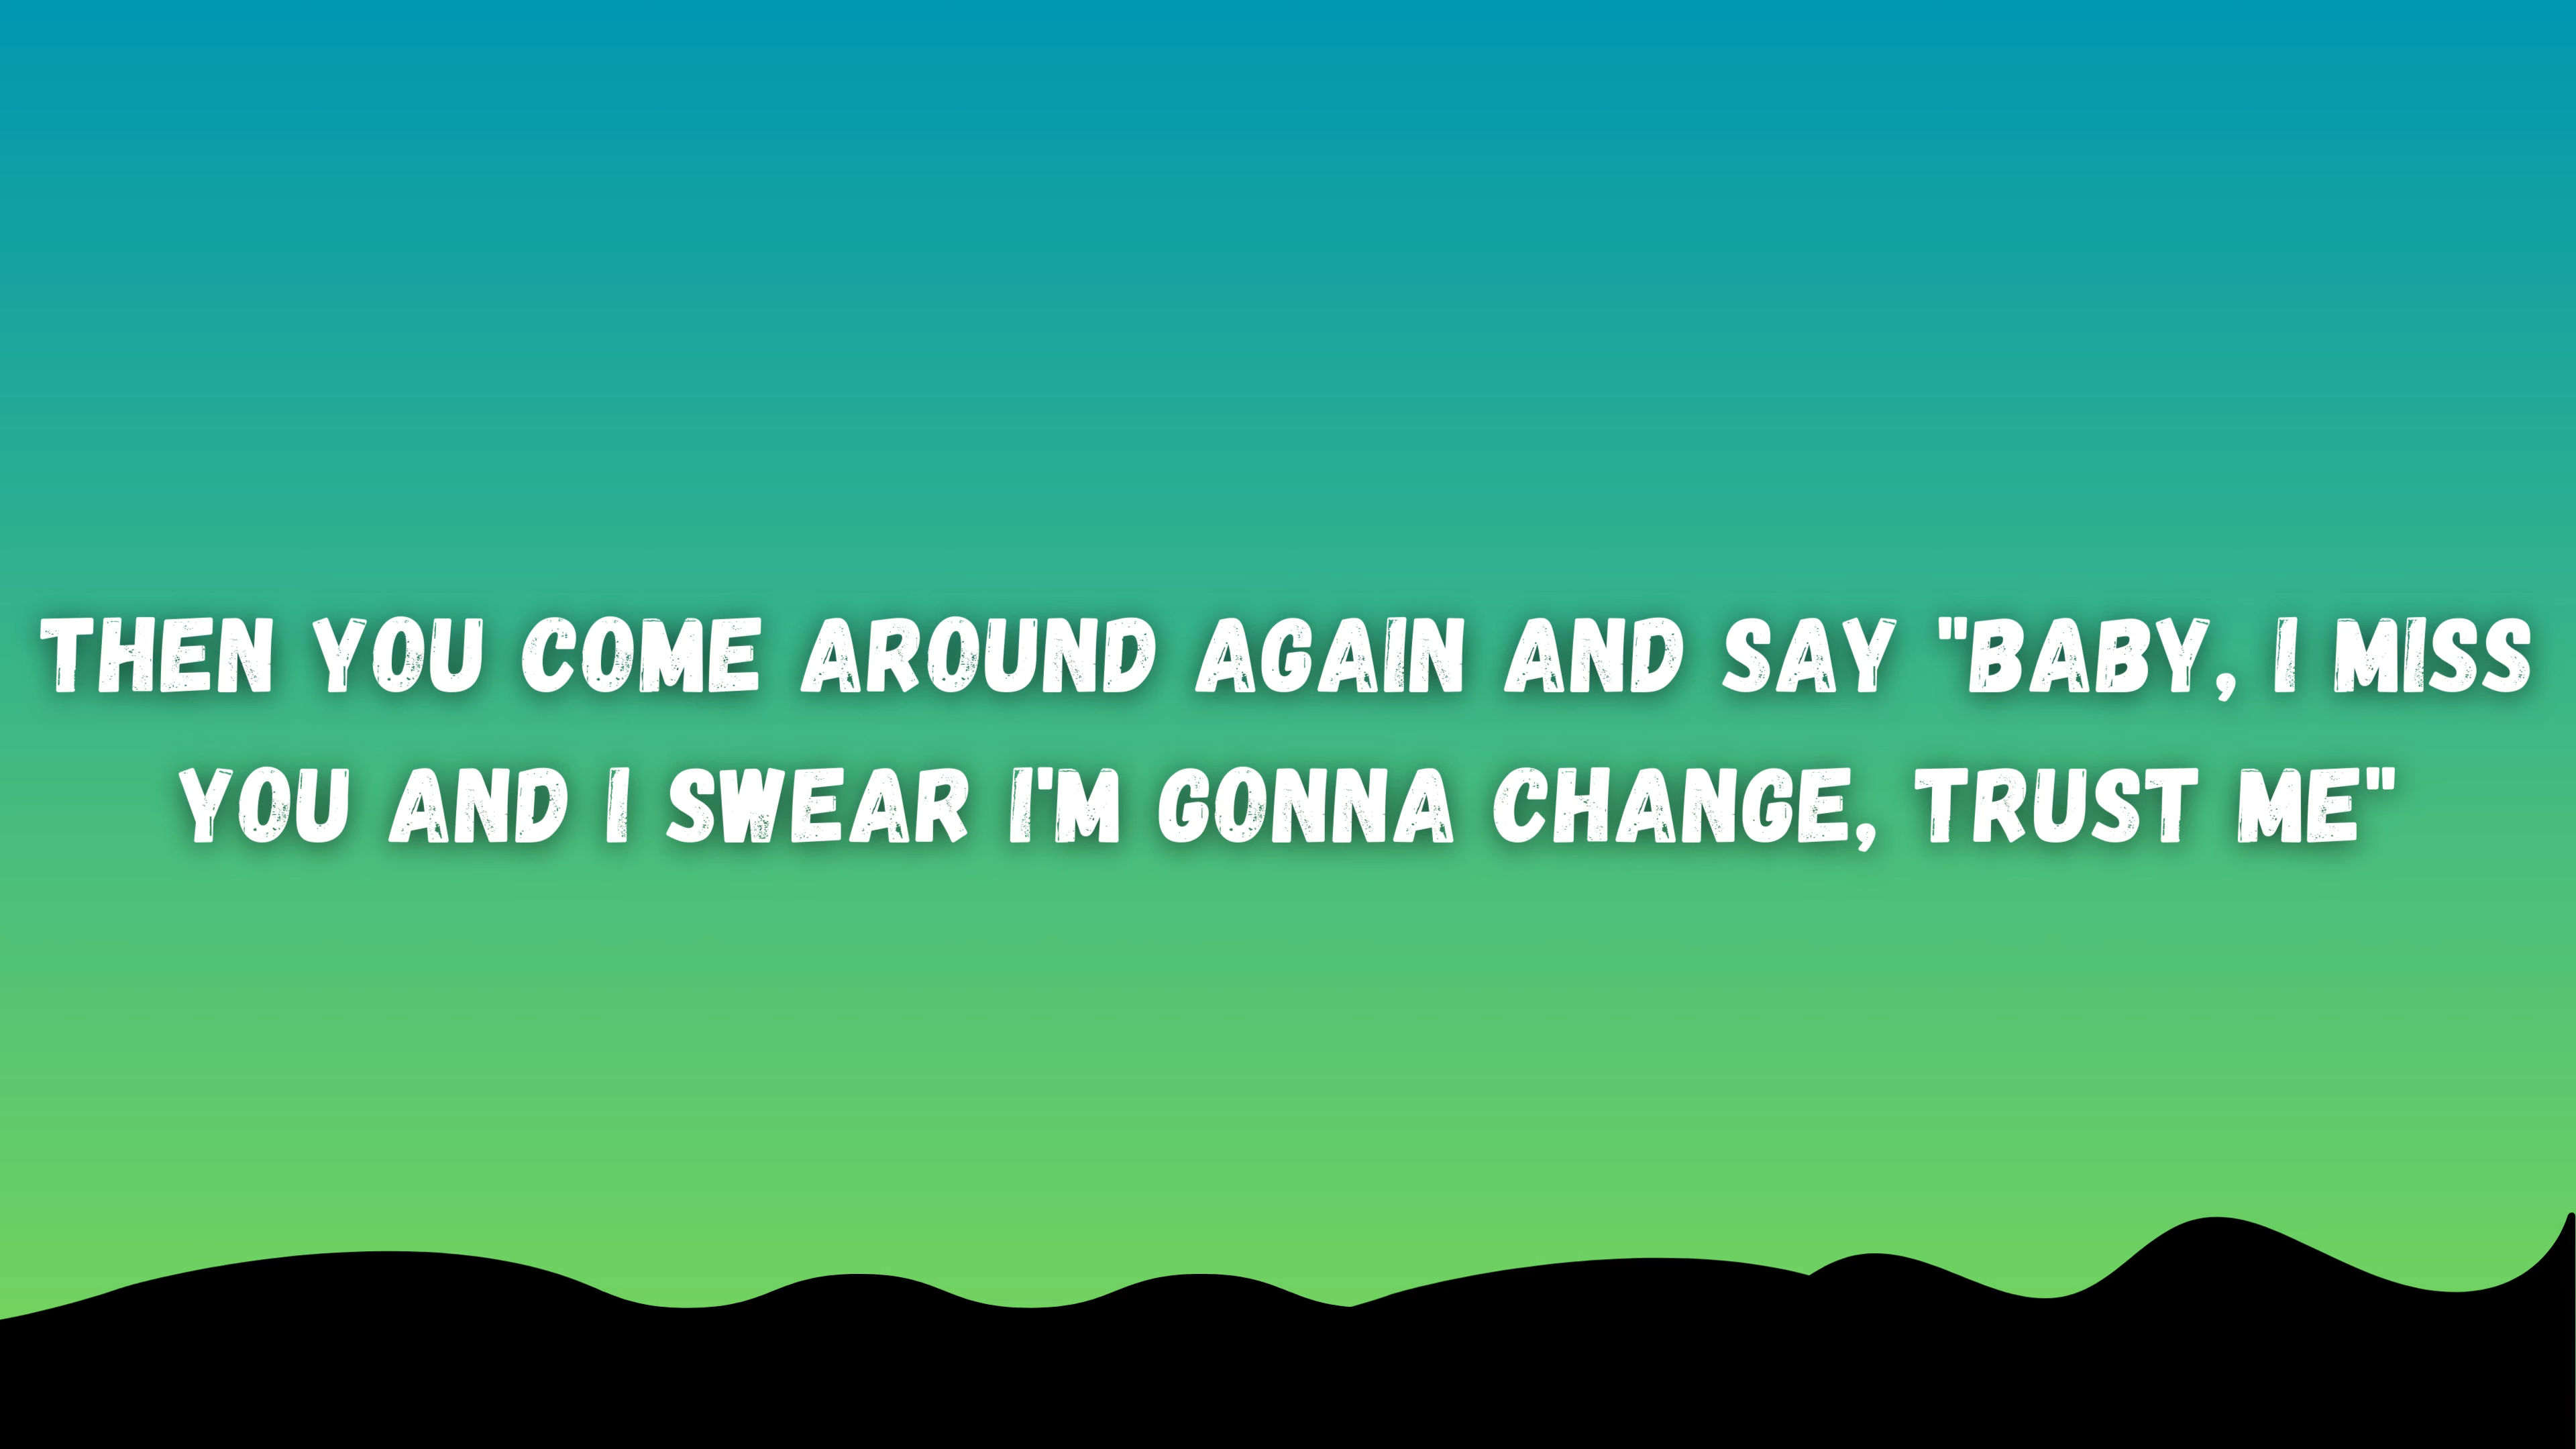 THEN YOU COME AROUND AGAIN AND SAY "BABY, I MISS
YOU AND I SWEAR I'M GONNA CHANGE, TRUST ME"